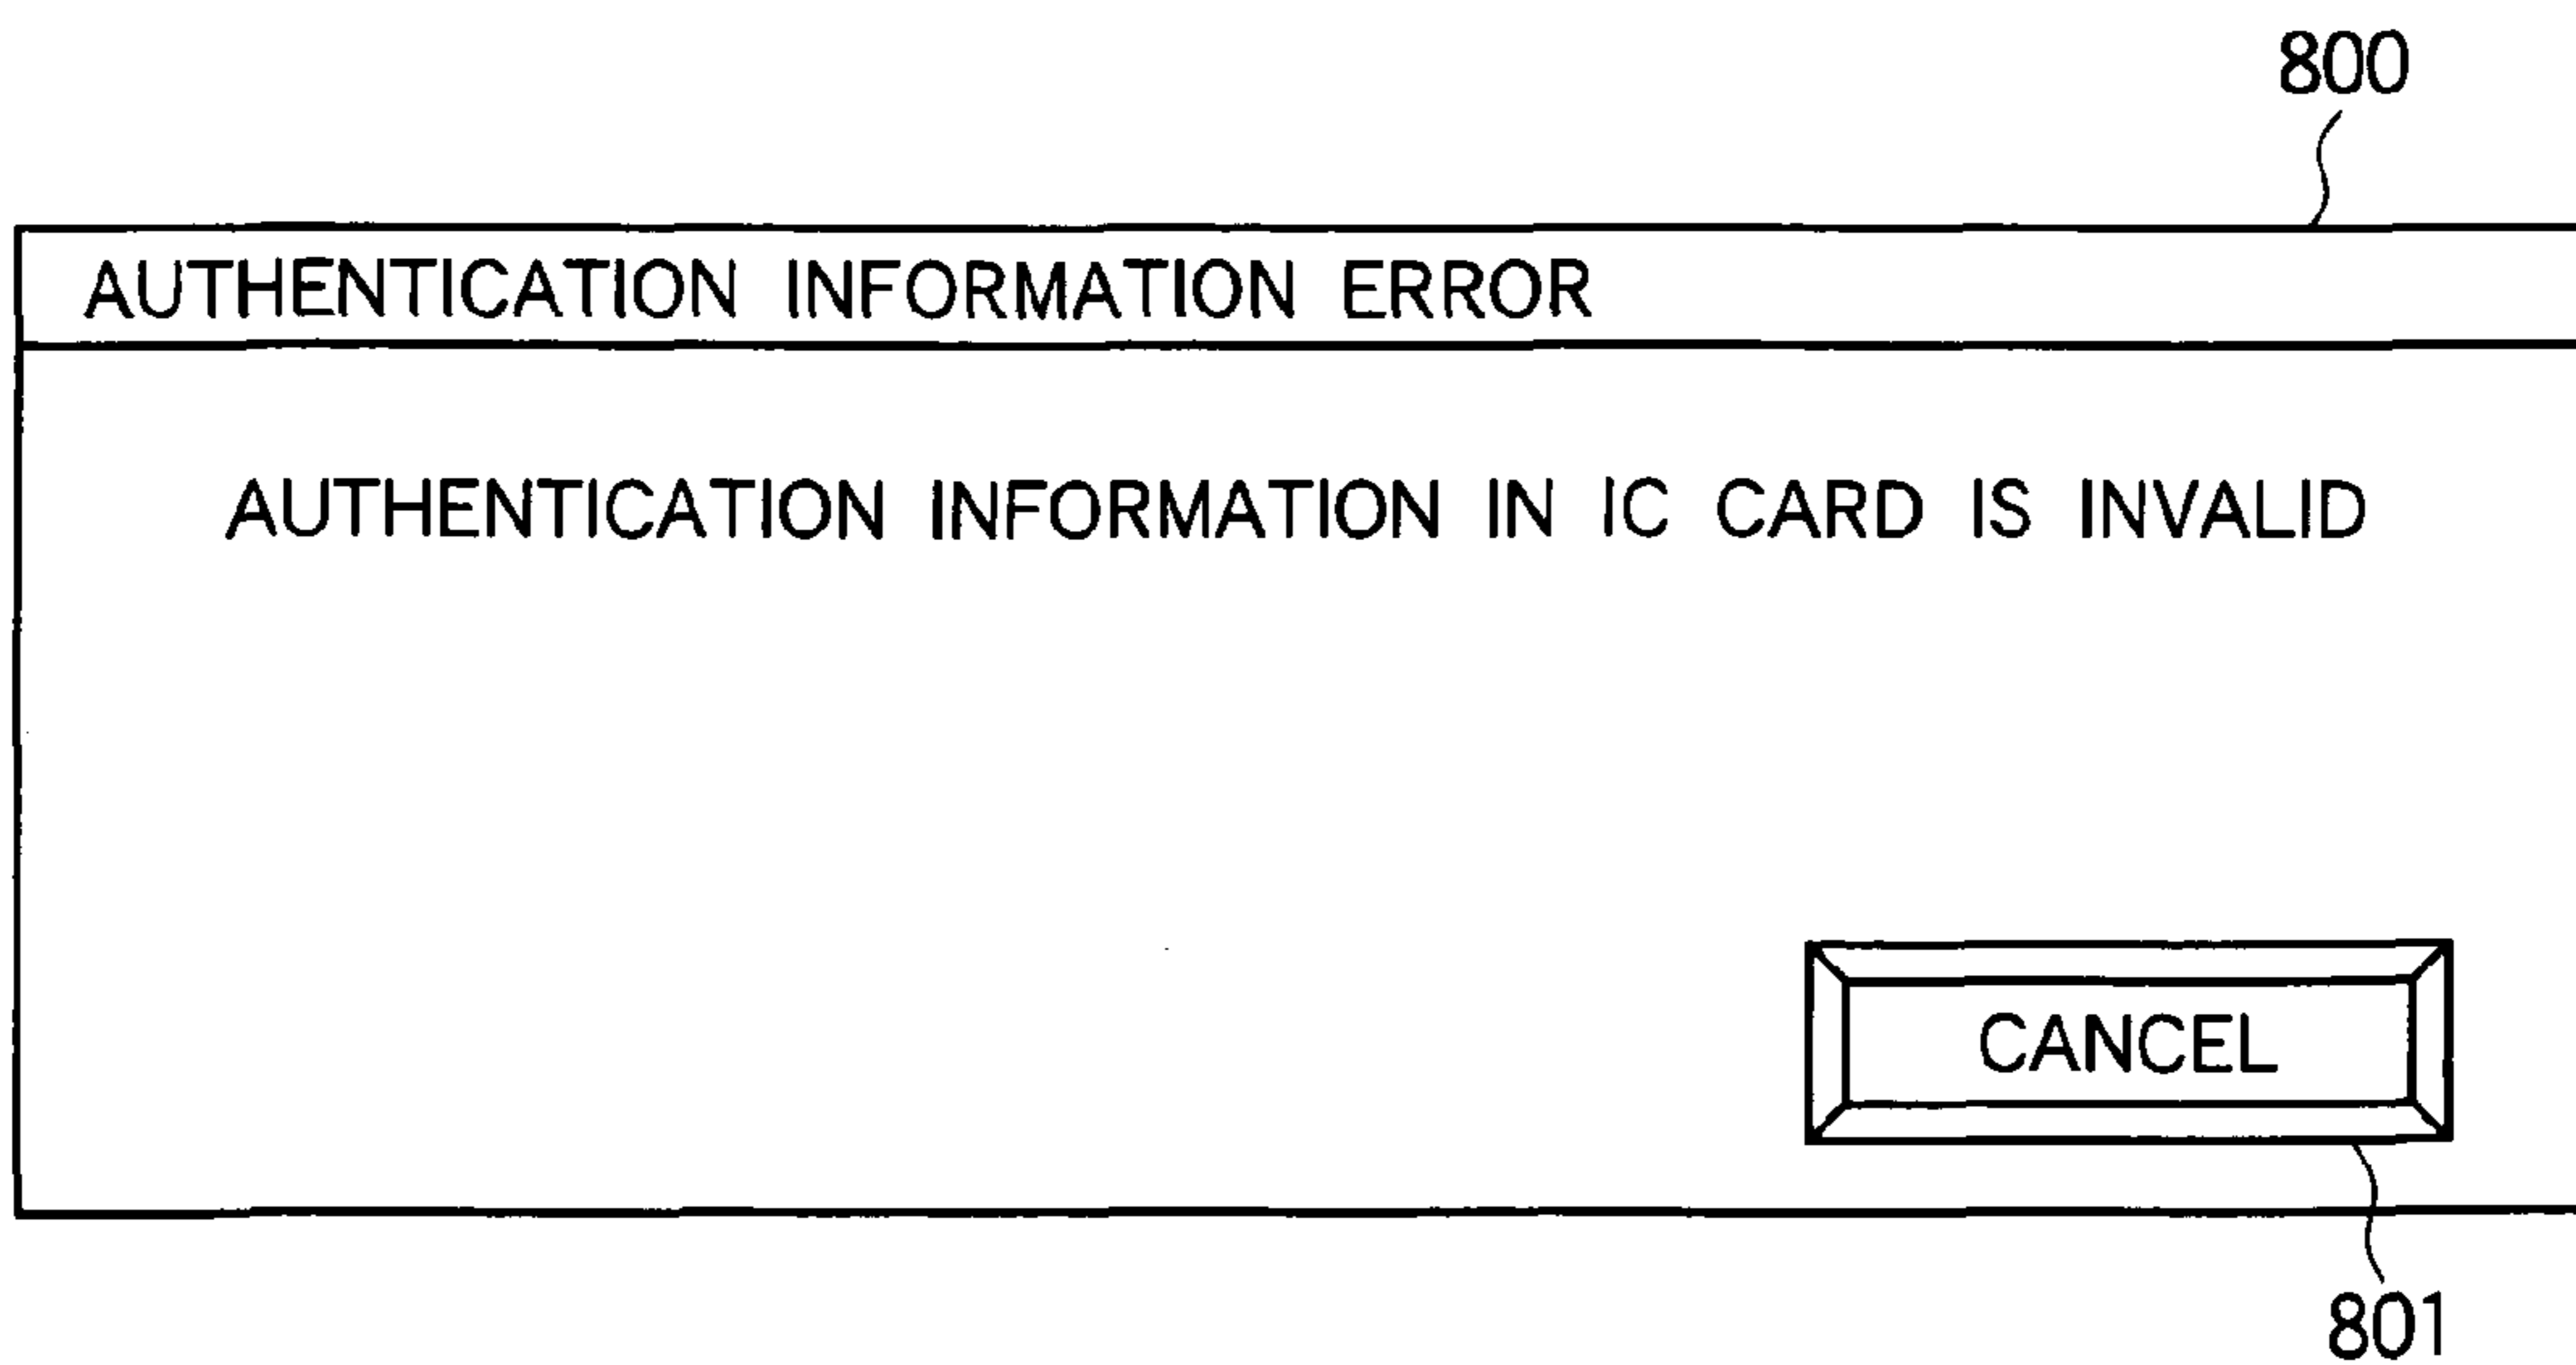 800
AUTHENTICATION INFORMATION ERROR
AUTHENTICATION INFORMATION IN IC CARD IS INVALID
CANCEL
801